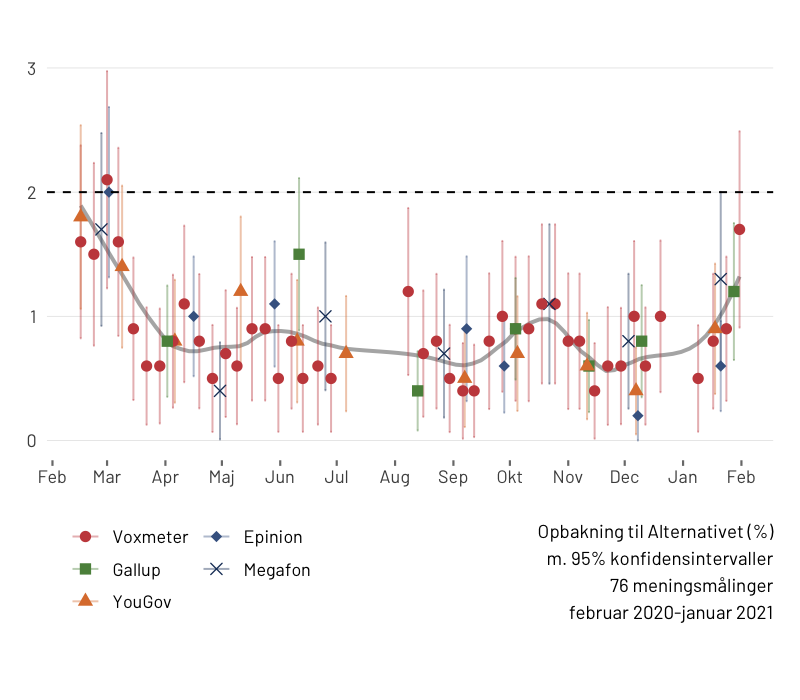 3
2
1
0
Feb Mar Apr Maj Jun Jul Aug Sep Okt Nov Dec Jan Feb
Voxmeter Epinion
Gallup Megafon
YouGov
Opbakning til Alternativet (%)
m. 95% konfidensintervaller
76 meningsmålinger
februar 2020-januar 2021